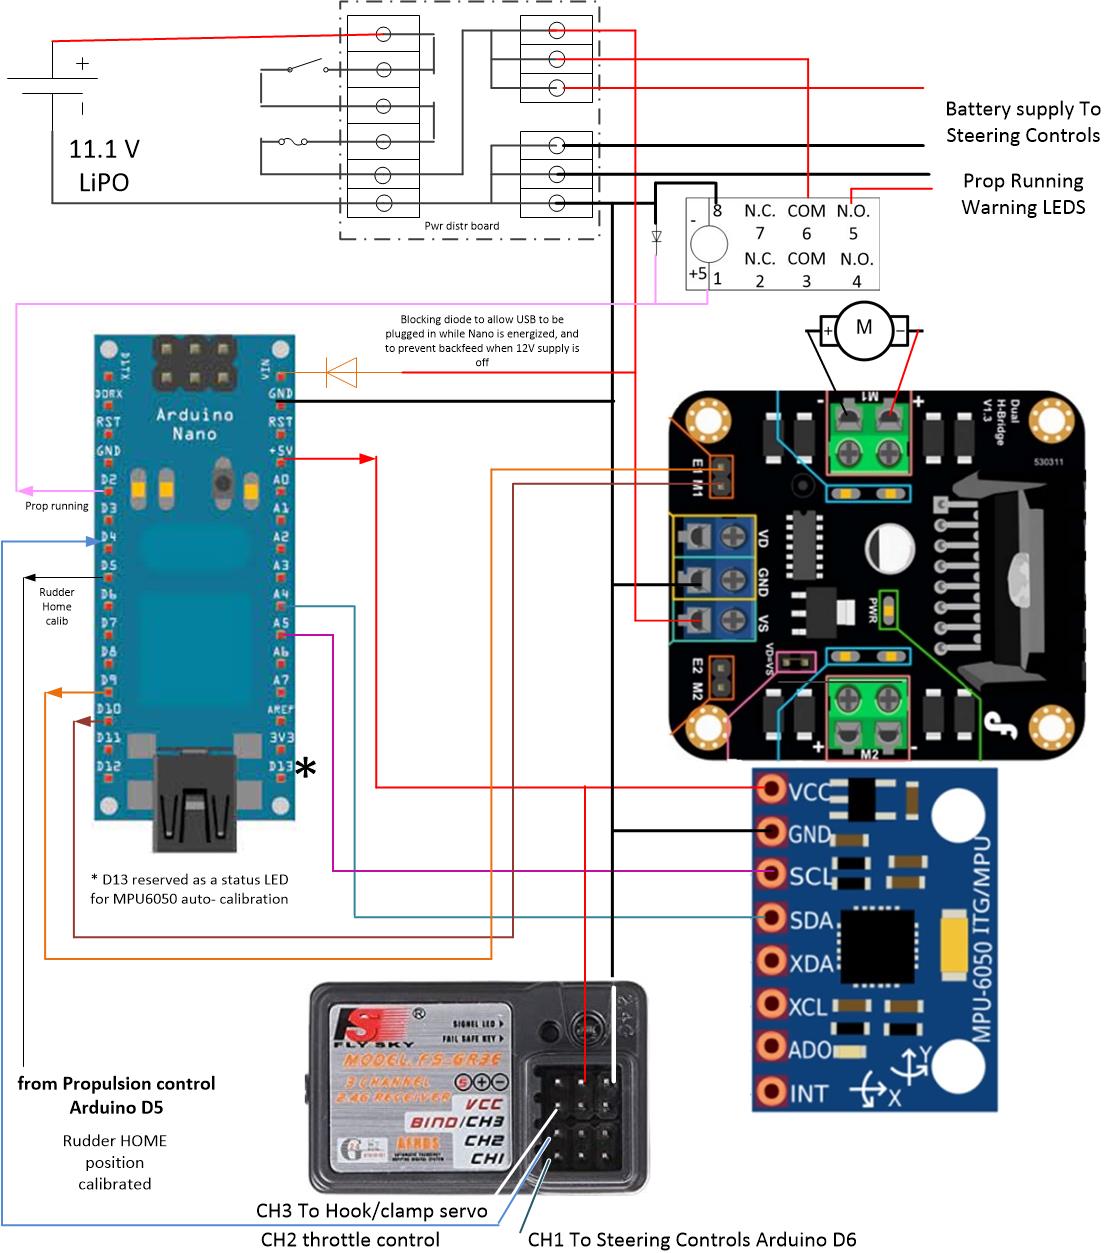 +
11.1 V
LiPO
Pwr distr board
Battery supply To
Steering Controls
Prop Running
Warning LEDS
- 8 N.C. COM N.O.
7 6 5
N.C. COM N.O.
+5 1 2 3 4
Blocking diode to allow USB to be
plugged in while Nano is energized, and
to prevent backfeed when 12V supply is
off
+ M -
D1TX
VIN
D0RX
GND
RST
RST
GND
+5V
D2
A0
D3
A1
D4
A2
D5
A3
D6
A4
D7
A5
D8
A6
D9
A7
D10
AREF
D11
3V3
D12
D13
*
Arduino
Nano
Prop running
Rudder
Home
calib
* D13 reserved as a status LED
for MPU6050 auto- calibration
- M1 +
Dual
H-Bridge
V1.3
530311
E1 M1
VD
GND
VS
PWR
VD=VS
E2 M2
+ M2 -
VCC
GND
SCL
SDA
XDA
XCL
ADO
INT
MPU-6050 ITG/MPU
Y
X
from Propulsion control
Arduino D5
Rudder HOME
position
calibrated
FS
®
FLY SKY
SIGNEL LED
FAIL SAFE KEY
MODEL. FS-GR3E
3 CHANNEL
2.4G RECEIVER
S + -
VCC
BIND/CH3
CH2
CH1
AFHDS
2.4G
CH3 To Hook/clamp servo
CH2 throttle control
CH1 To Steering Controls Arduino D6